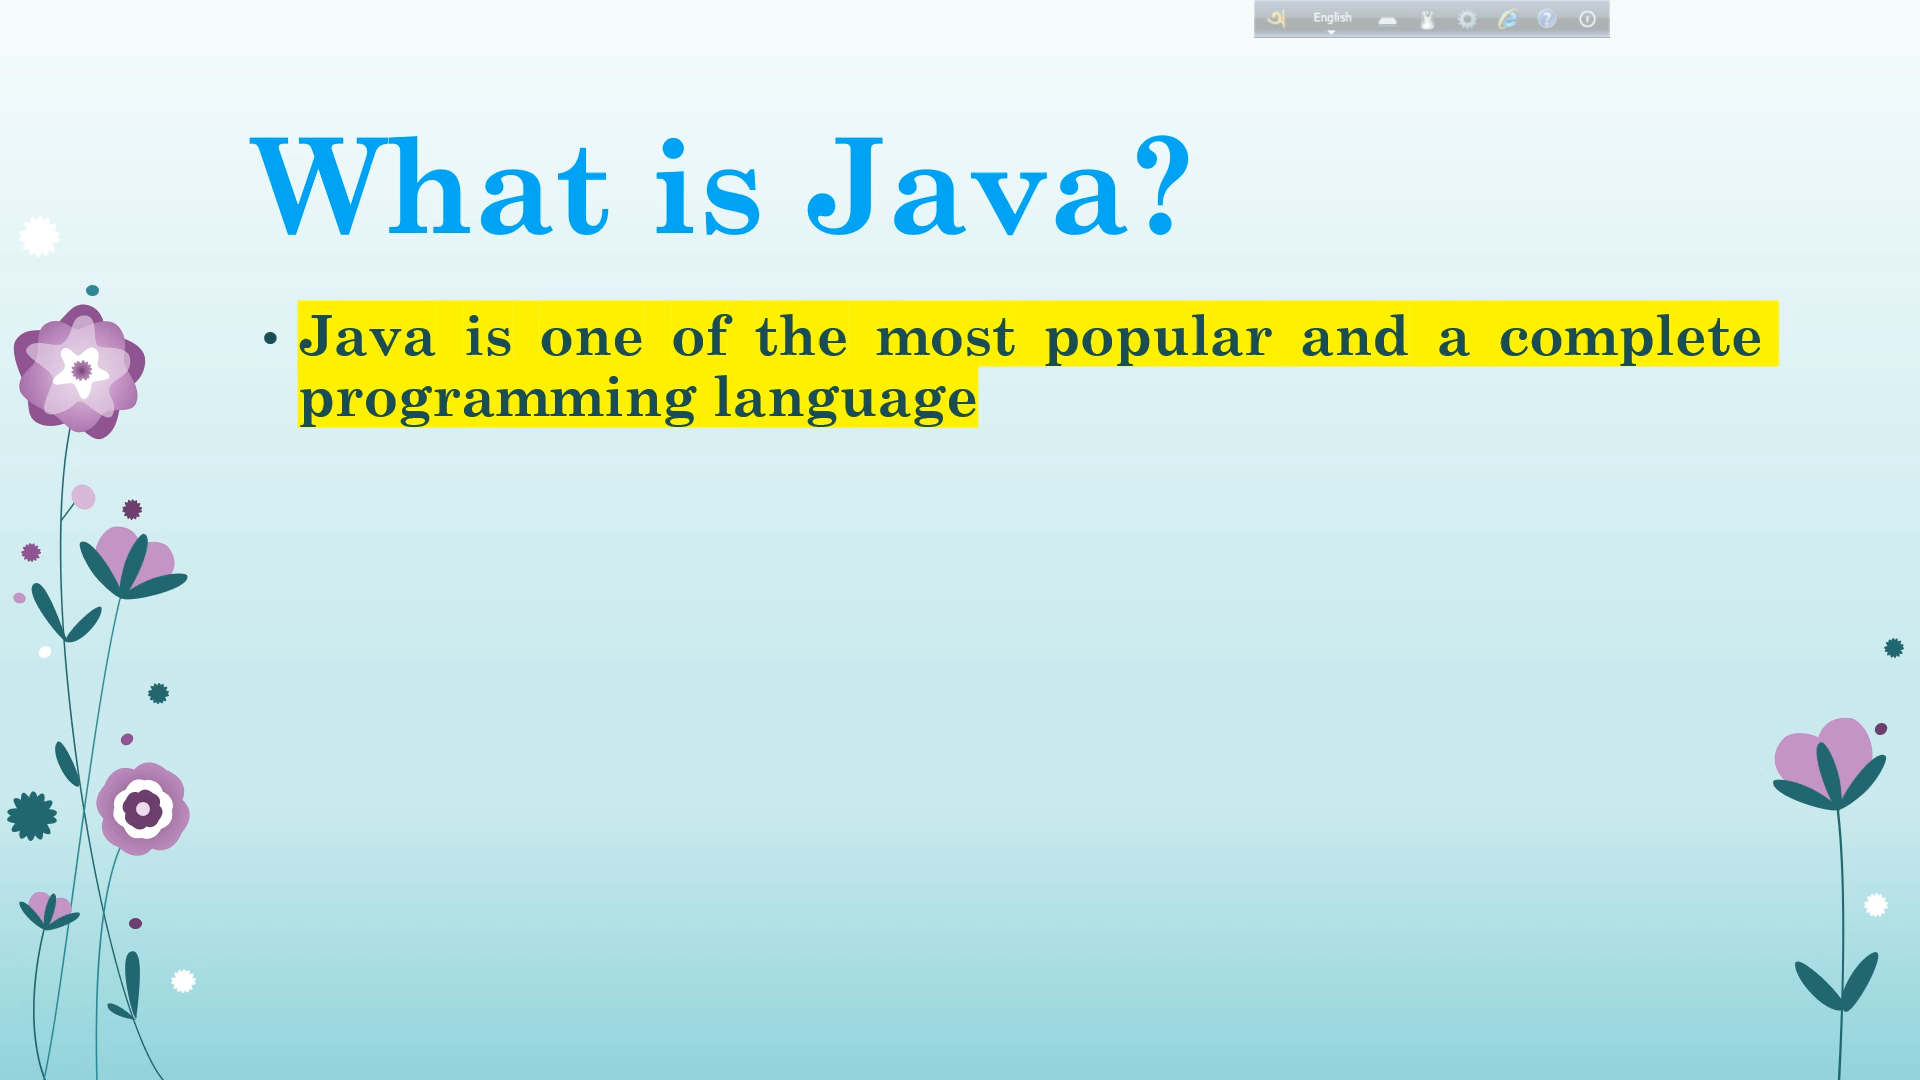 অ English
What is Java?
• Java is one of the most popular and a complete
programming language